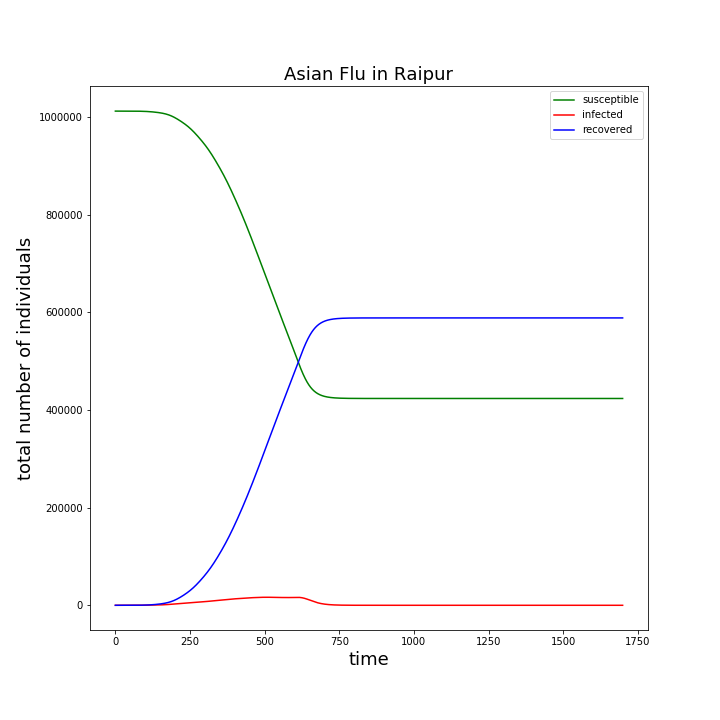 Asian Flu in Raipur
susceptible
infected
recovered
total number of individuals
1000000
800000
600000
400000
200000
0
0 250 500 750 1000 1250 1500 1750
time